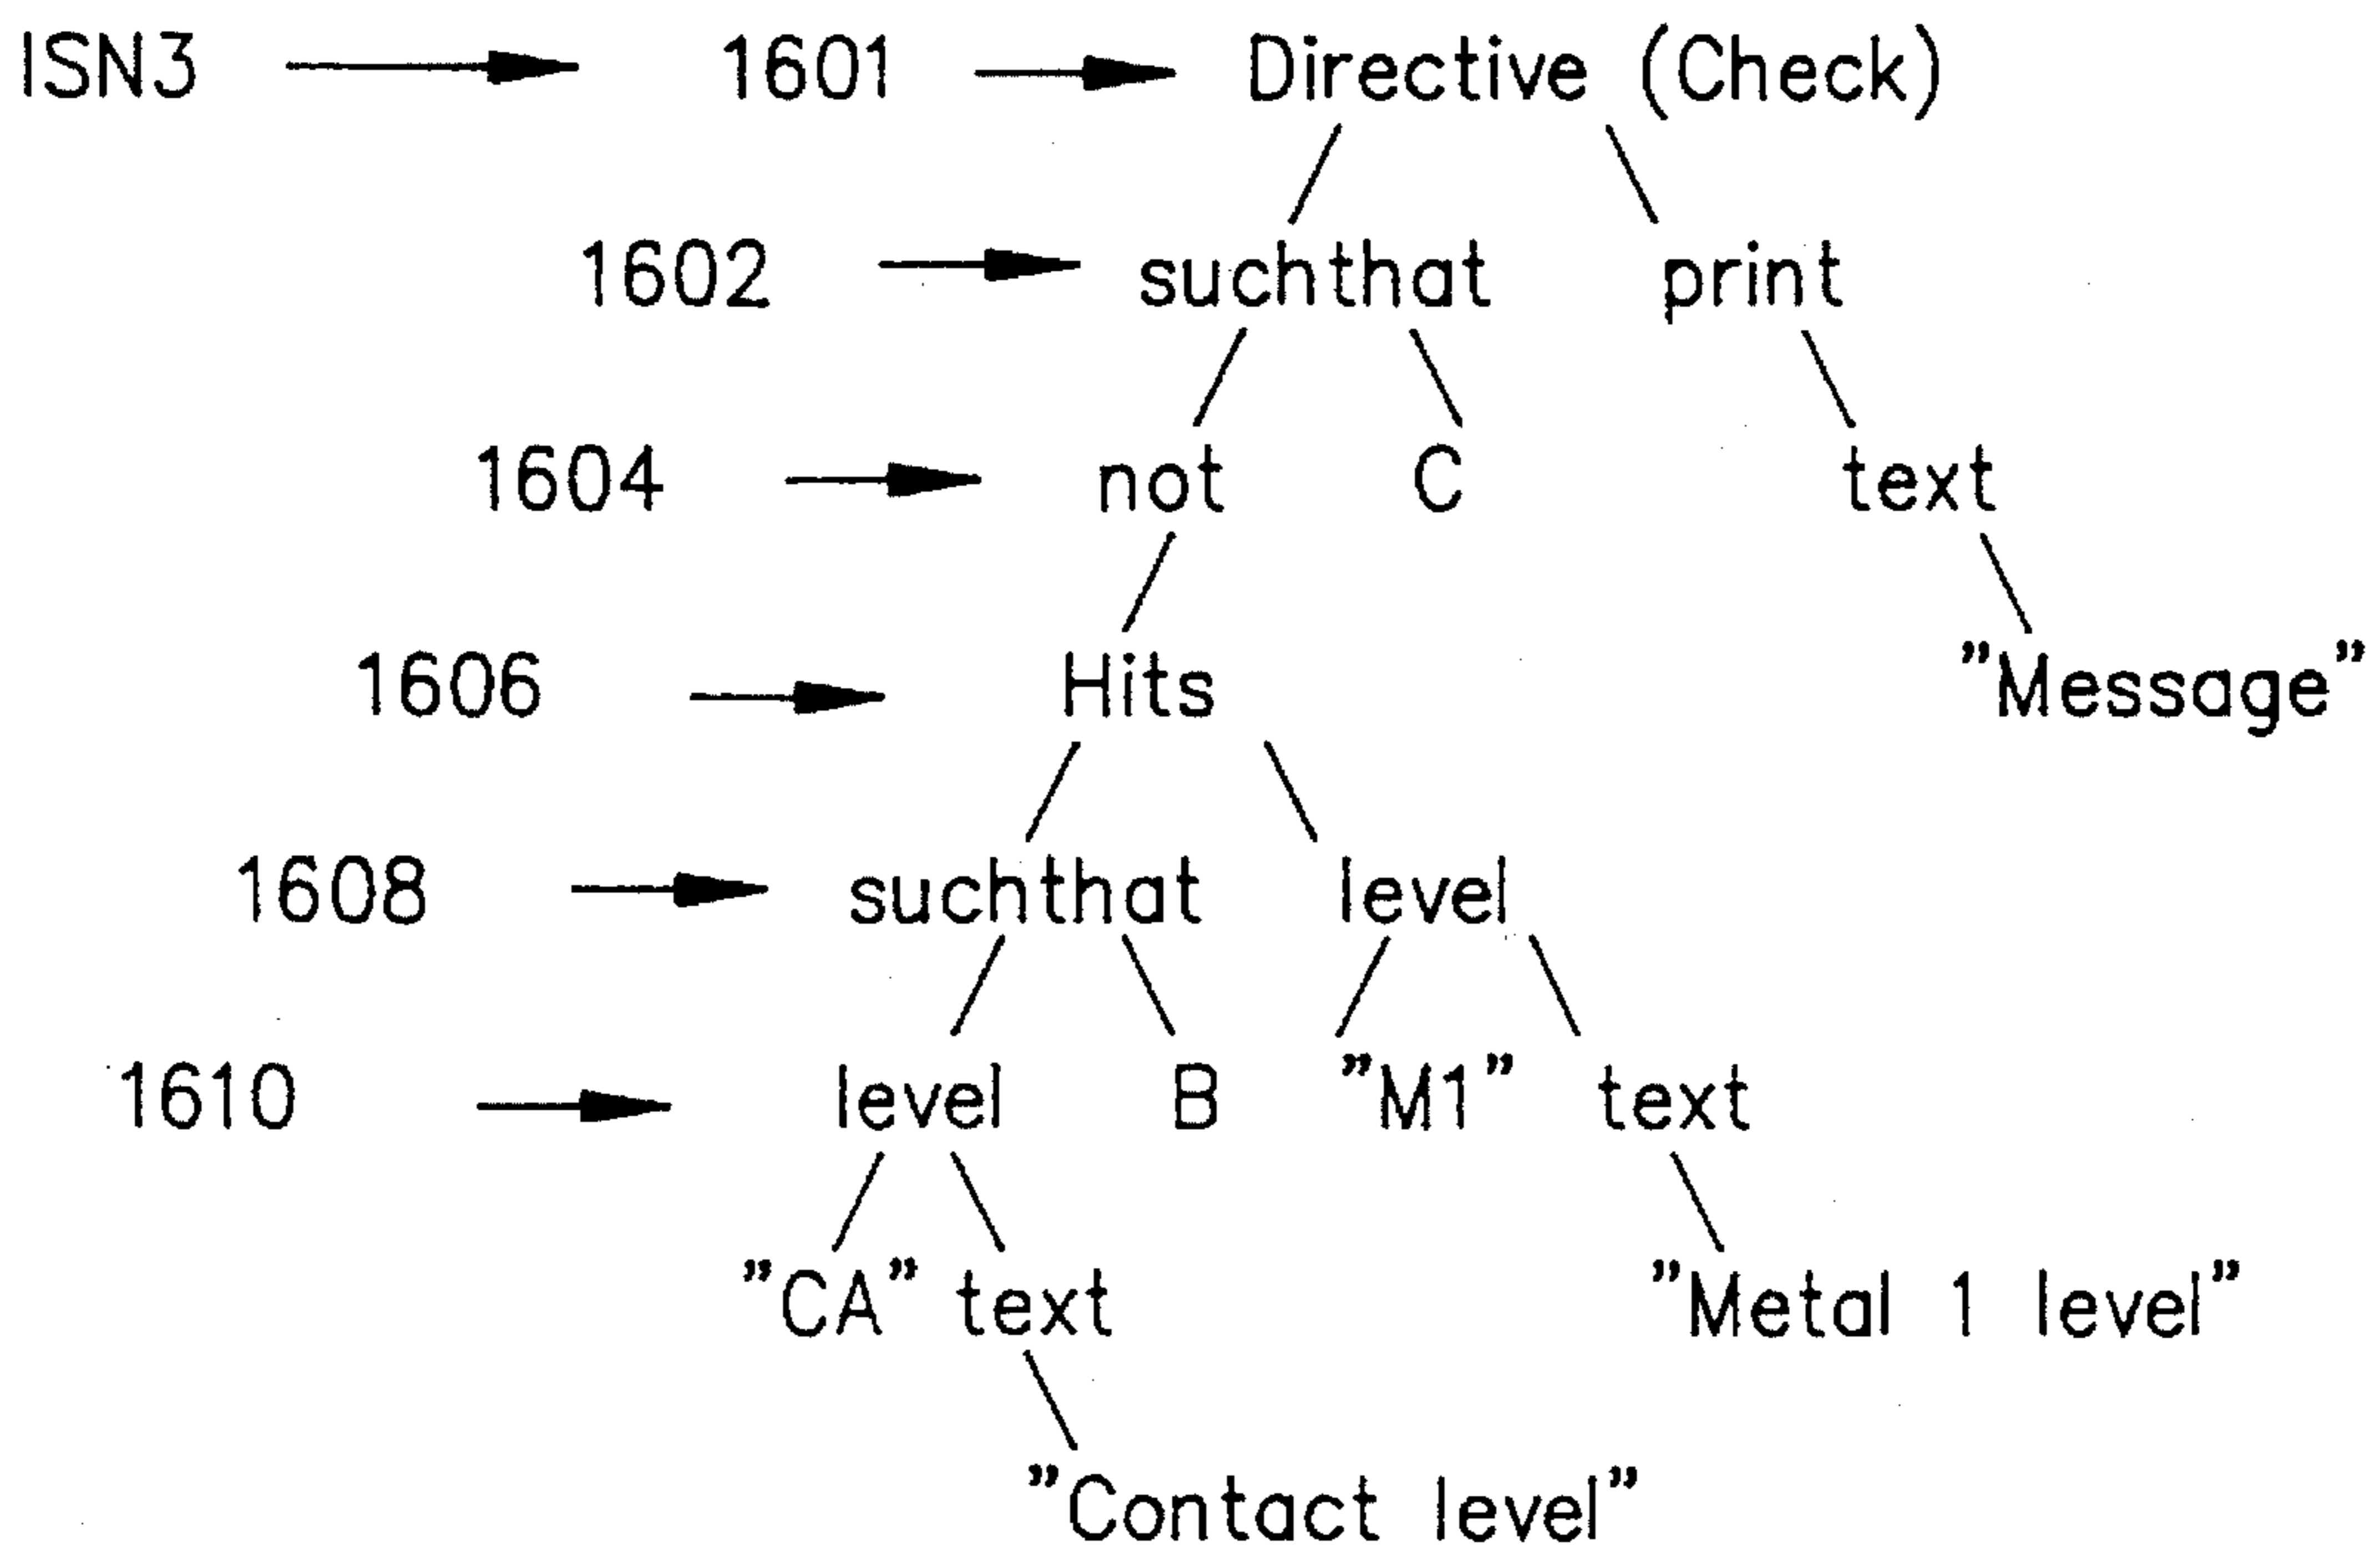 ISN3 1601 Directive (Check)
1602 suchthat print
1604 not C text
1606 Hits "Message"
1608 suchthat level
1610 level B "M1" text
"CA" text "Metal 1 level"
"Contact level"